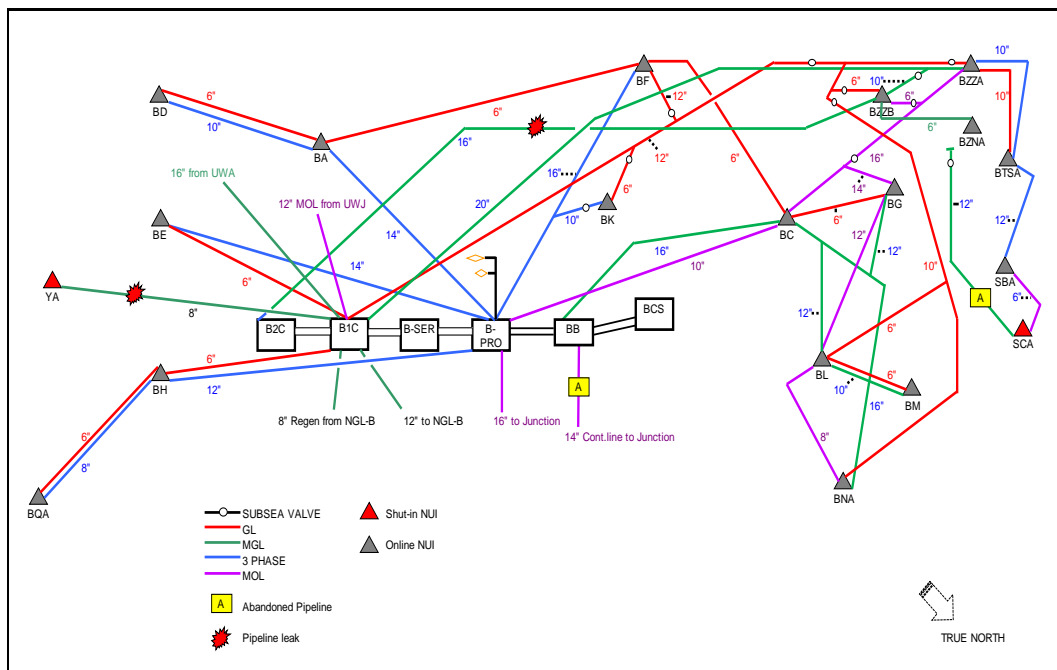 10"
BF
BZZA
6"
10"
BD
6"
12"
6"
10"
10"
BZZB
6"
BA
16"
6"
BZNA
12"
BTSA
16" from UWA
16"
16"
14"
BG
12" MOL from UWJ
20"
6"
BK
6"
12"
10"
BE
14"
10"
BC
6"
12"
12"
14"
16"
12"
10"
SBA
YA
6"
10"
A
6"
8"
B2C
B1C
B-SER
B-
PRO
BB
BCS
12"
6"
SCA
6"
BL
BH
12"
A
6"
10"
16"
BM
8" Regen from NGL-B
12" to NGL-B
16" to Junction
14" Cont.line to Junction
6"
8"
8"
BNA
BQA
SUBSEA VALVE
Shut-in NUI
GL
MGL
Online NUI
3 PHASE
MOL
A
Abandoned Pipeline
Pipeline leak
TRUE NORTH